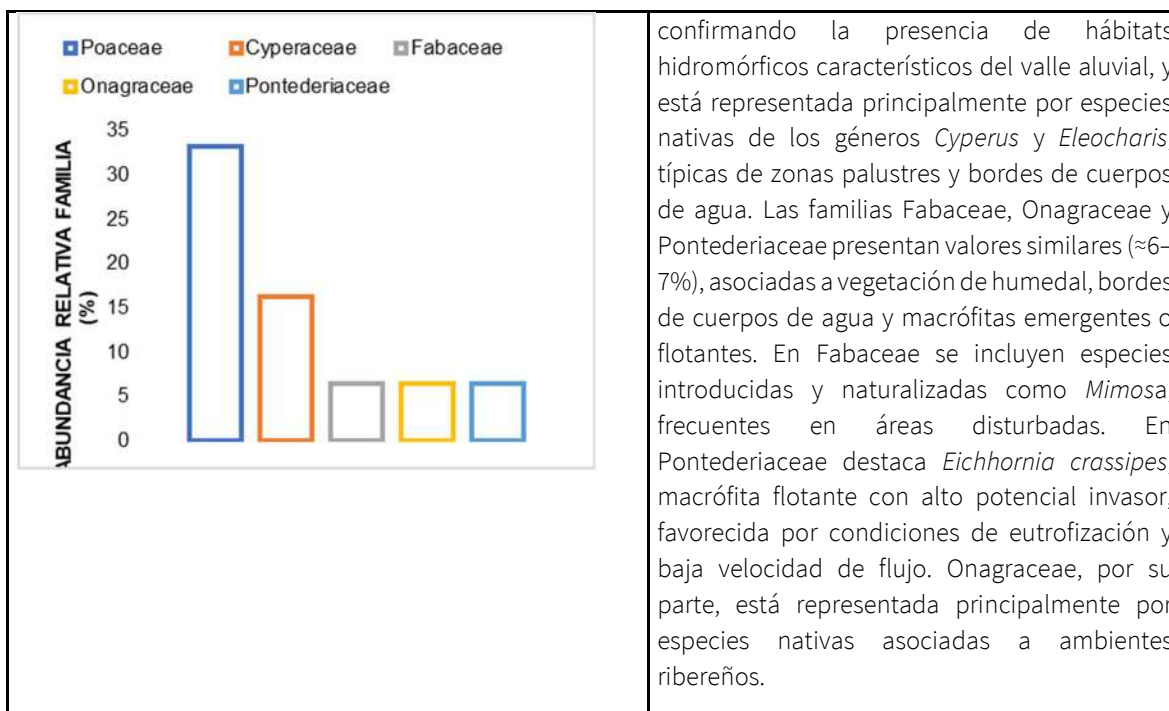 Poaceae Cyperaceae Fabaceae
Onagraceae Pontederiaceae
ABUNDANCIA RELATIVA FAMILIA
(%)
35
30
25
20
15
10
5
0
confirmando la presencia de hábitats
hidromórficos característicos del valle aluvial, y
está representada principalmente por especies
nativas de los géneros Cyperus y Eleocharis,
típicas de zonas palustres y bordes de cuerpos
de agua. Las familias Fabaceae, Onagraceae y
Pontederiaceae presentan valores similares (≈6–
7%), asociadas a vegetación de humedal, bordes
de cuerpos de agua y macrófitas emergentes o
flotantes. En Fabaceae se incluyen especies
introducidas y naturalizadas como Mimosa,
frecuentes en áreas disturbadas. En
Pontederiaceae destaca Eichhornia crassipes,
macrófita flotante con alto potencial invasor,
favorecida por condiciones de eutrofización y
baja velocidad de flujo. Onagraceae, por su
parte, está representada principalmente por
especies nativas asociadas a ambientes
ribereños.